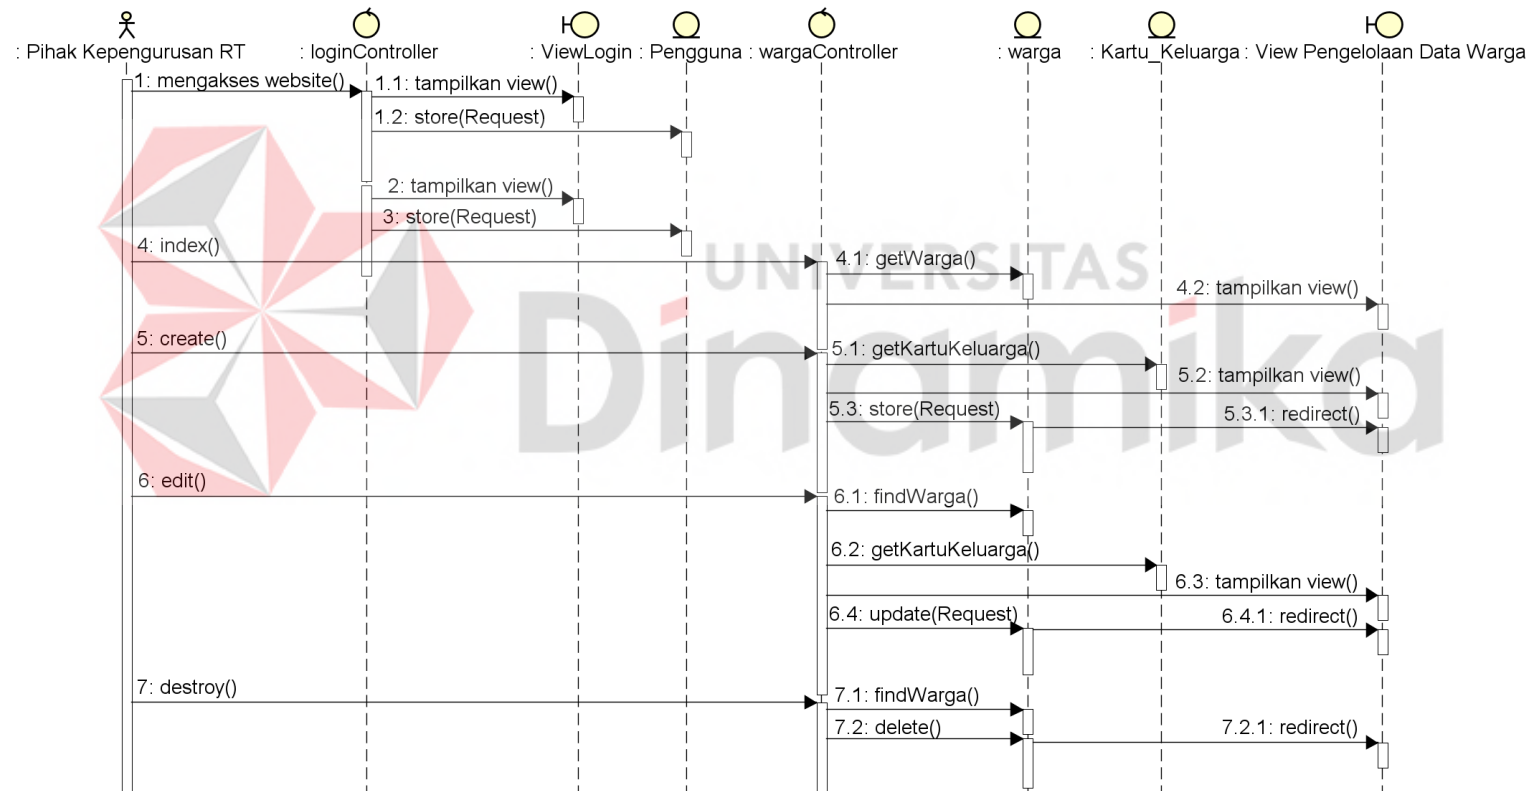 : Pihak Kepengurusan RT : loginController : ViewLogin : Pengguna : wargaController : warga : Kartu_Keluarga : View Pengelolaan Data Warga
1: mengakses website()
1.1: tampilkan view()
1.2: store(Request)
2: tampilkan view()
3: store(Request)
4: index()
4.1: getWarga()
4.2: tampilkan view()
UNIVERSITAS
Dinamika
5: create()
5.1: getKartuKeluarga()
5.2: tampilkan view()
5.3: store(Request)
5.3.1: redirect()
6: edit()
6.1: findWarga()
6.2: getKartuKeluarga()
6.3: tampilkan view()
6.4: update(Request)
6.4.1: redirect()
7: destroy()
7.1: findWarga()
7.2: delete()
7.2.1: redirect()